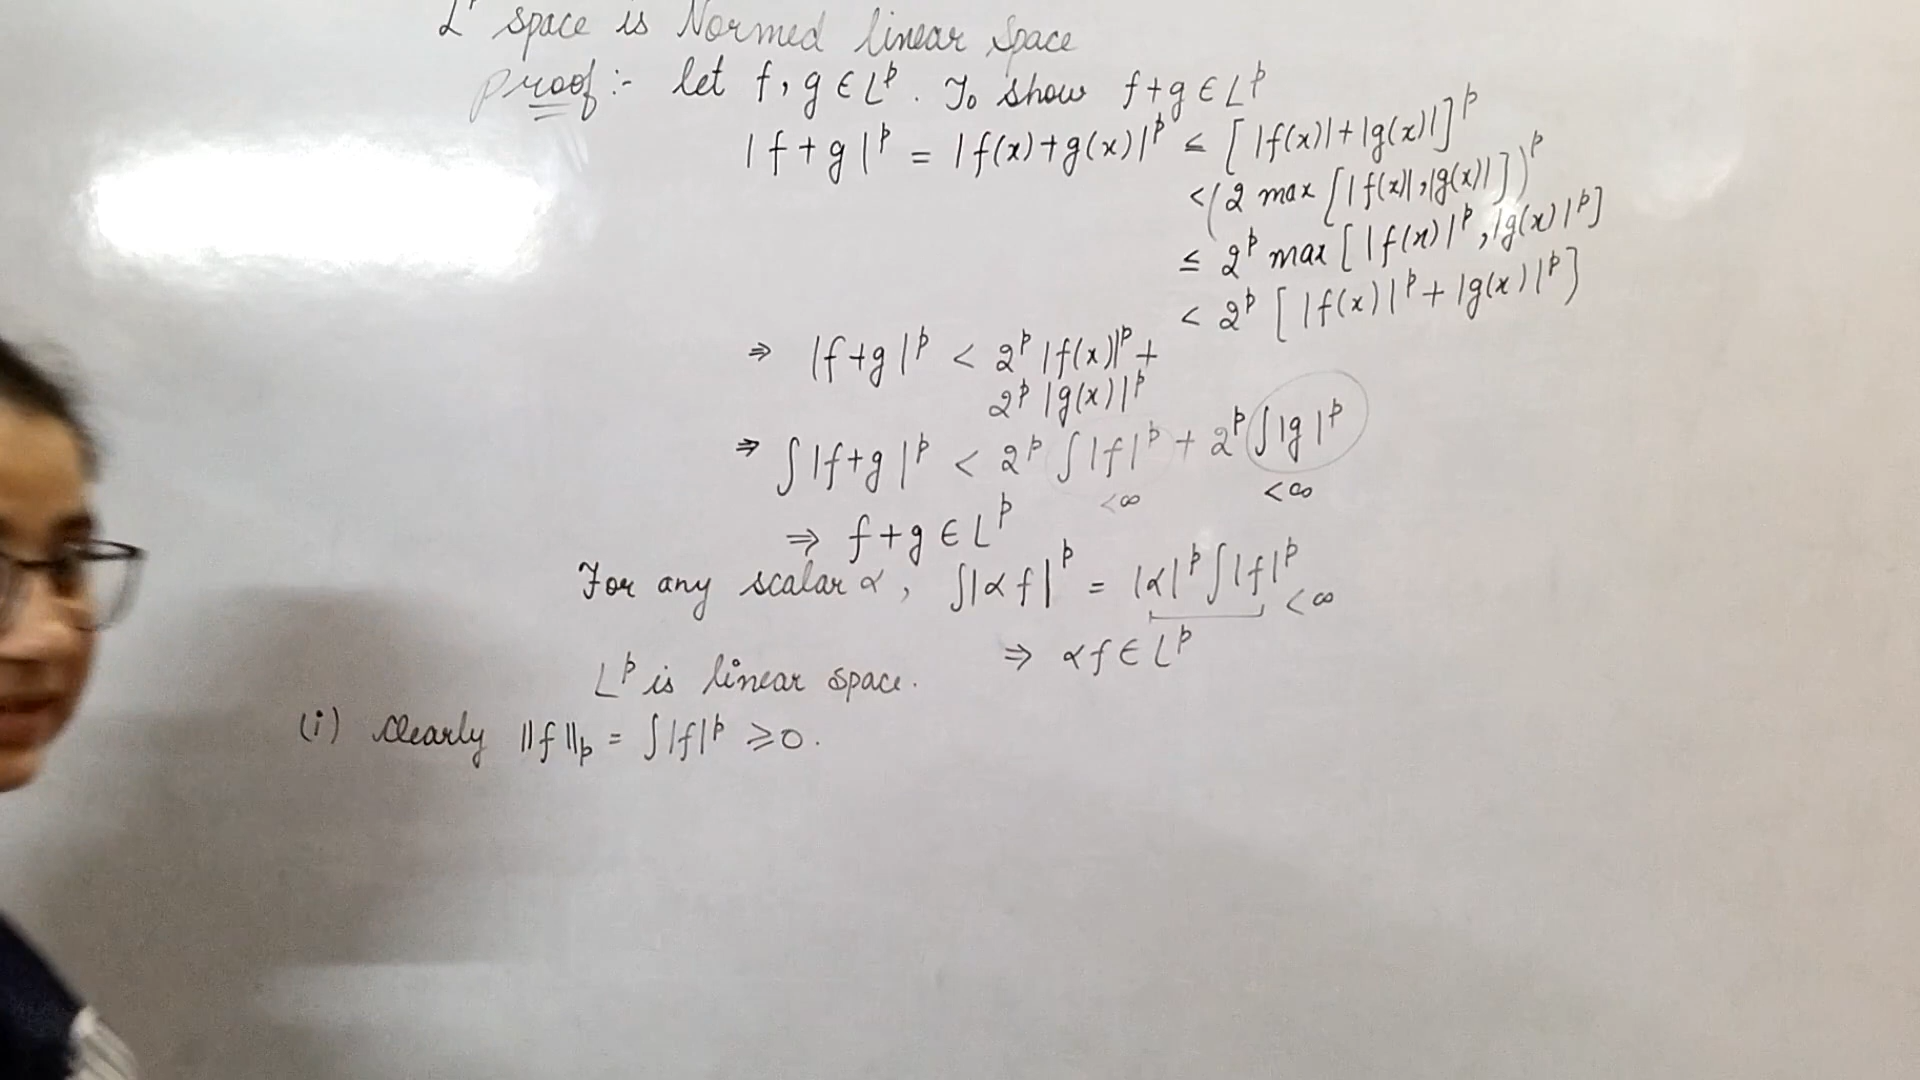 L^p space is Normed linear space
proof :- let f, g ∈ L^p. To show f+g ∈ L^p
|f+g|^p = |f(x)+g(x)|^p ≤ [|f(x)|+|g(x)|]^p
<(2 max [|f(x)|,|g(x)|])^p
≤ 2^p max [|f(x)|^p, |g(x)|^p]
< 2^p [|f(x)|^p + |g(x)|^p]
⇒ |f+g|^p < 2^p |f(x)|^p +
2^p |g(x)|^p
⇒ ∫|f+g|^p < 2^p ∫|f|^p + 2^p ∫|g|^p
<∞ <∞
⇒ f+g ∈ L^p
For any scalar α, ∫|αf|^p = |α|^p ∫|f|^p <∞
⇒ αf ∈ L^p
L^p is linear space.
(i) Clearly ||f||_p = ∫|f|^p ≥ 0.